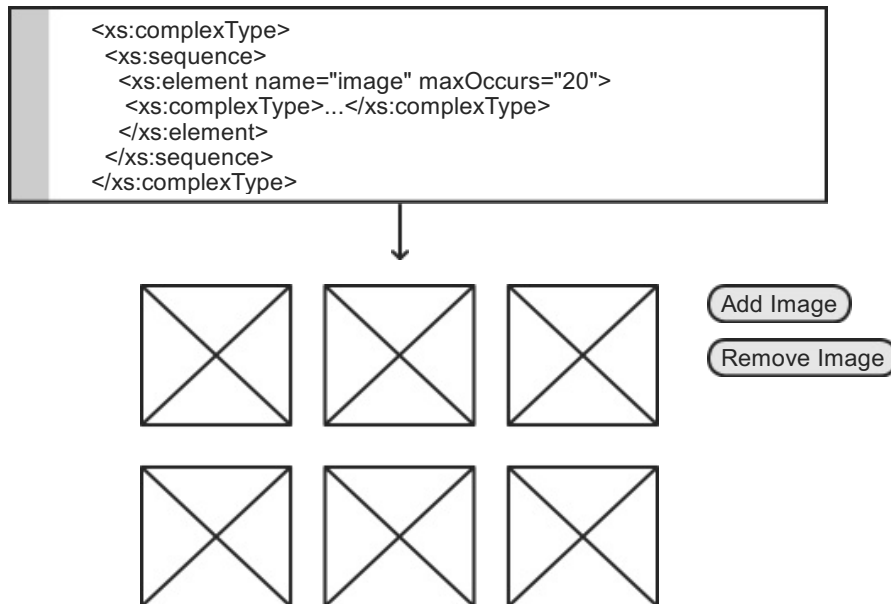 <xs:complexType>
<xs:sequence>
<xs:element name="image" maxOccurs="20">
<xs:complexType>...</xs:complexType>
</xs:element>
</xs:sequence>
</xs:complexType>
Add Image
Remove Image